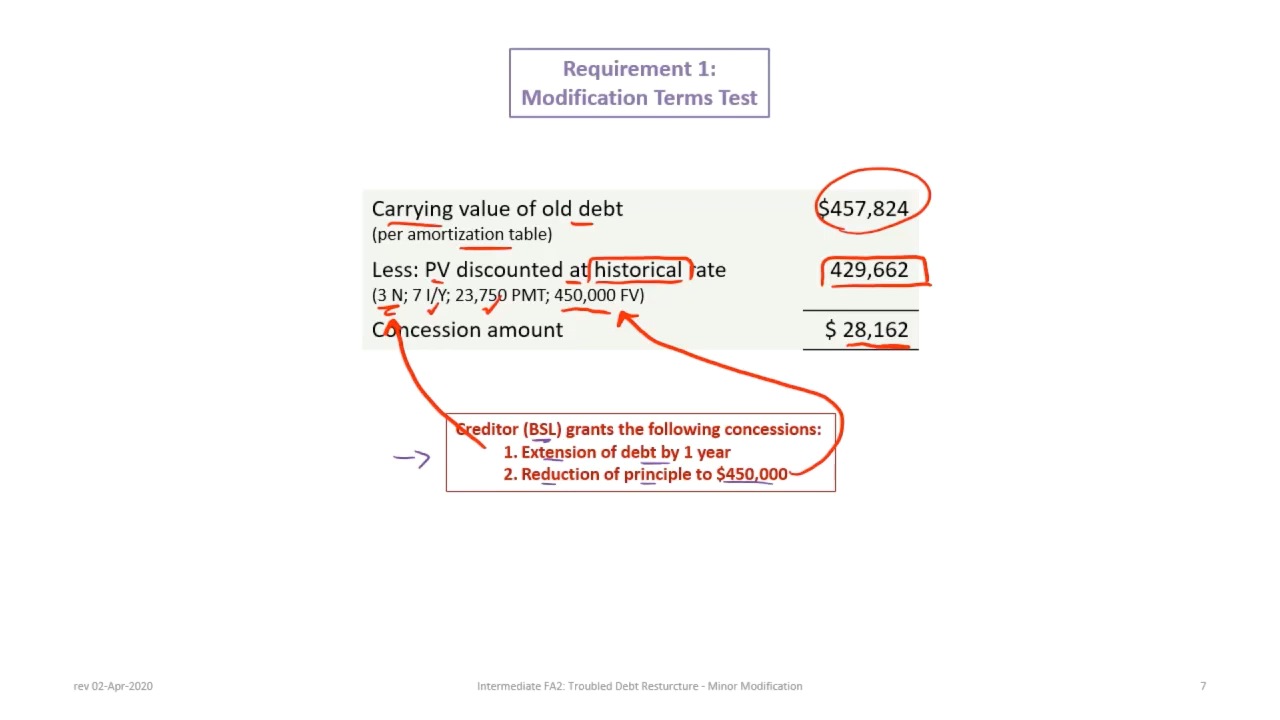 Requirement 1:
Modification Terms Test
Carrying value of old debt $457,824
(per amortization table)
Less: PV discounted at historical rate 429,662
(3 N; 7 I/Y; 23,750 PMT; 450,000 FV)
Concession amount $ 28,162
Creditor (BSL) grants the following concessions:
1. Extension of debt by 1 year
2. Reduction of principle to $450,000
rev 02-Apr-2020 Intermediate FA2: Troubled Debt Resturcture - Minor Modification 7